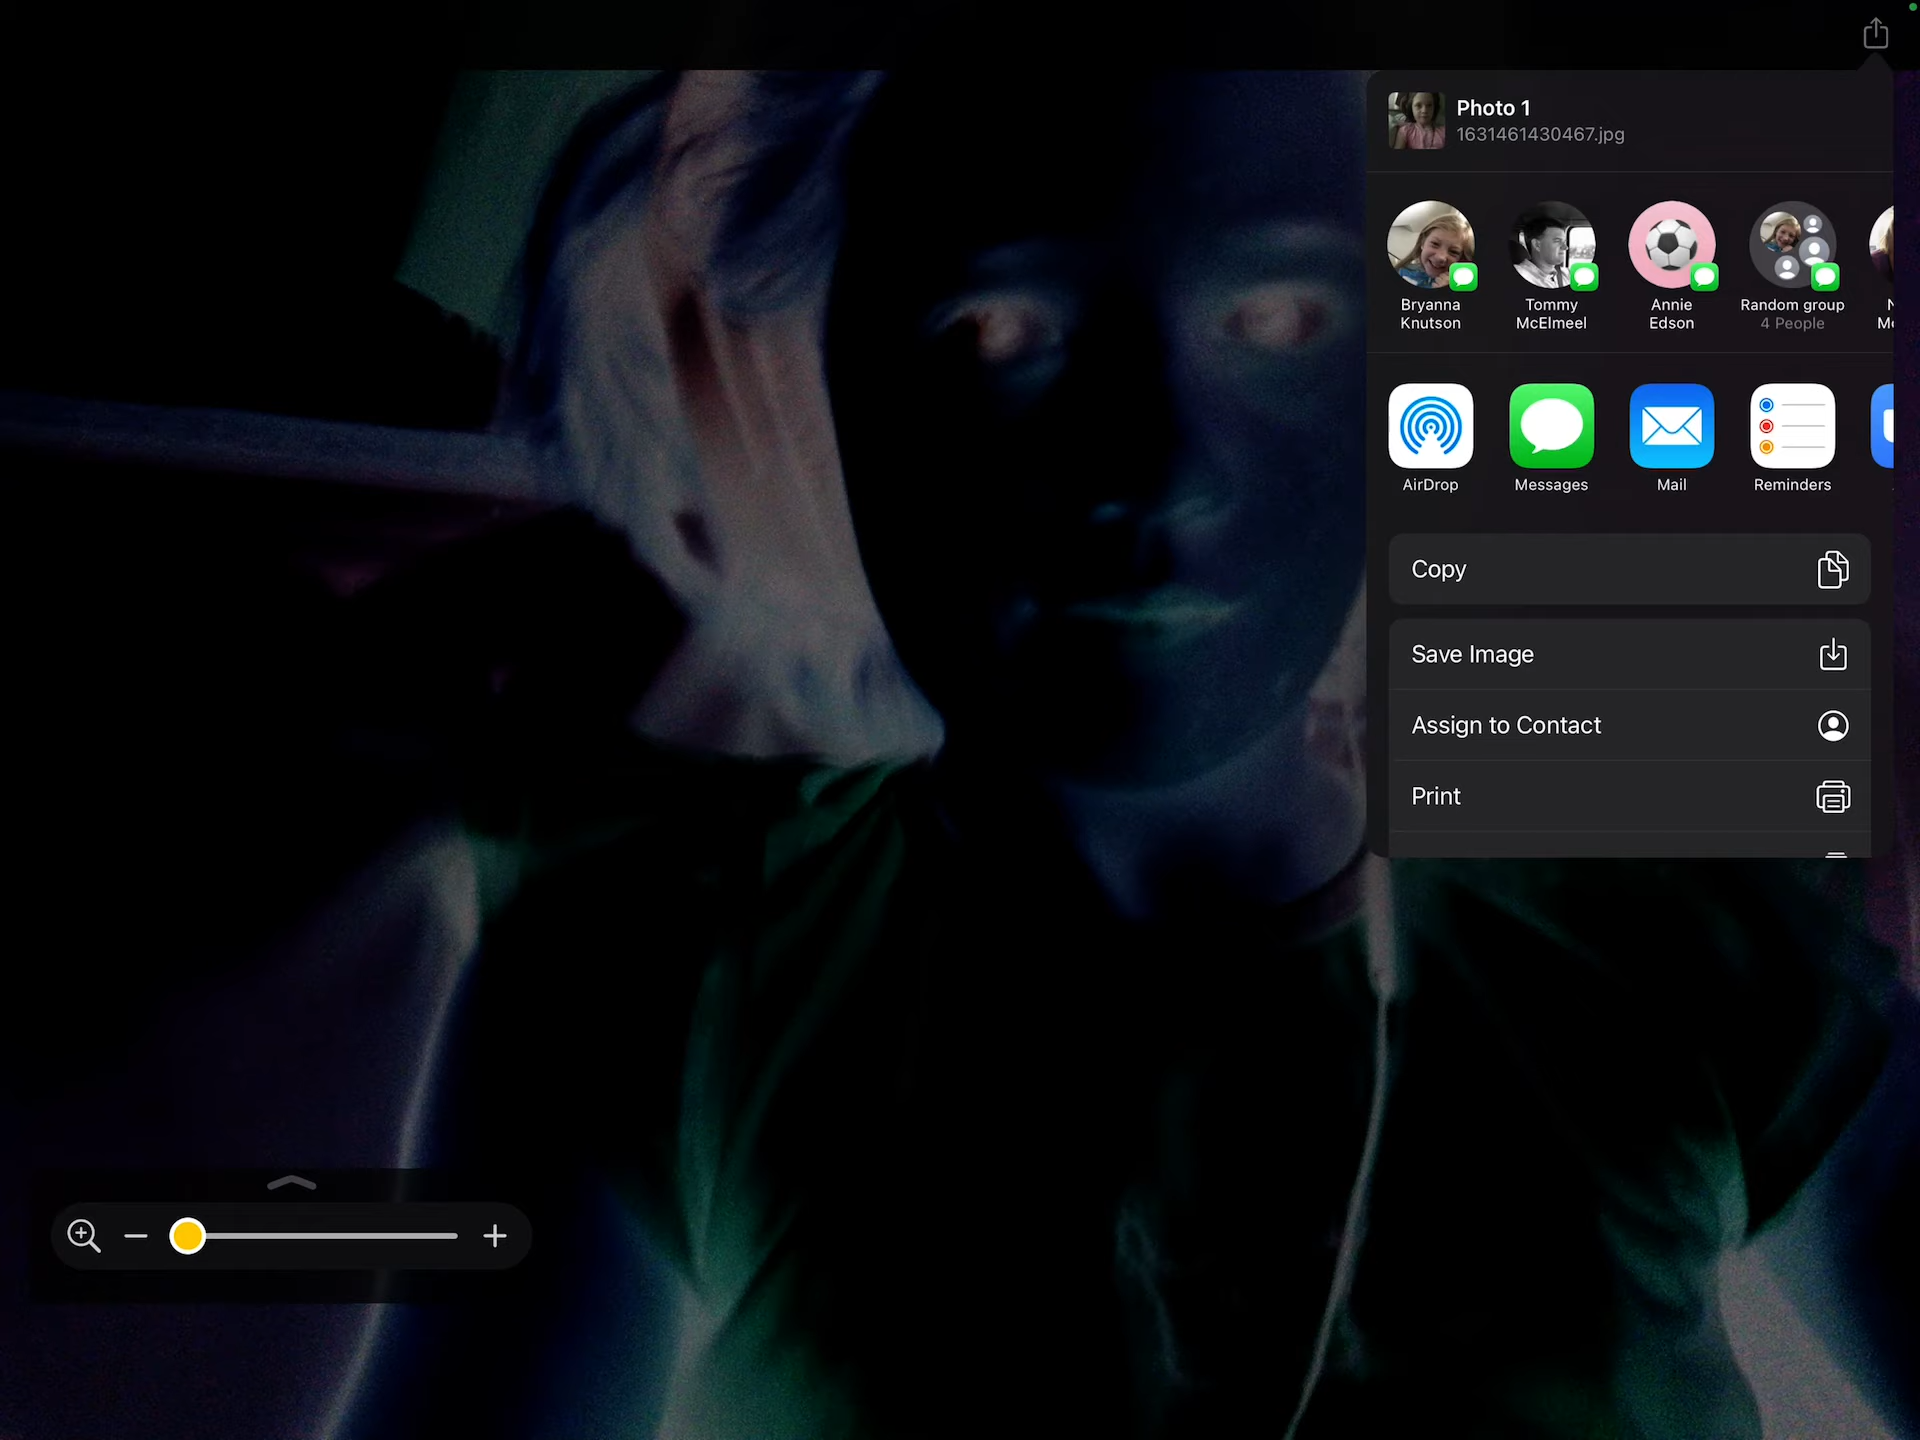 Photo 1
1631461430467.jpg
Bryanna
Knutson
Tommy
McElmeel
Annie
Edson
Random group
4 People
AirDrop
Messages
Mail
Reminders
Copy
Save Image
Assign to Contact
Print